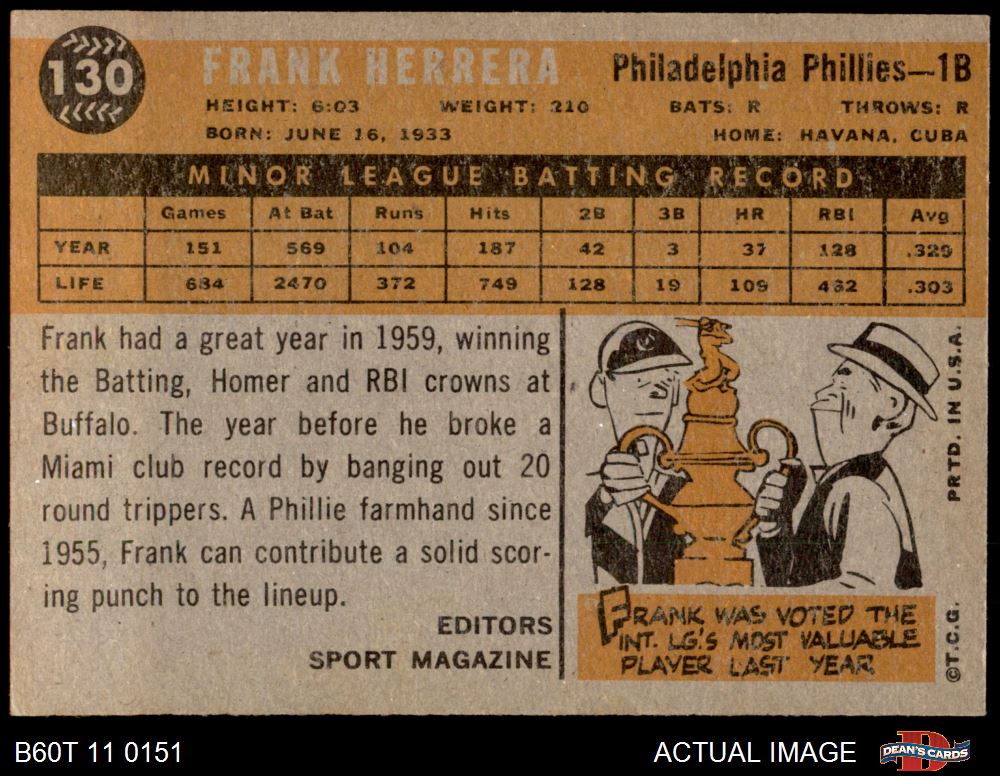 130
FRANK HERRERA
Philadelphia Phillies—1B
HEIGHT: 6:03 WEIGHT: 210 BATS: R THROWS: R
BORN: JUNE 16, 1933 HOME: HAVANA, CUBA
MINOR LEAGUE BATTING RECORD
Games At Bat Runs Hits 2B 3B HR RBI Avg
YEAR 151 569 104 187 42 3 37 128 .329
LIFE 684 2470 372 749 128 19 109 432 .303
Frank had a great year in 1959, winning
the Batting, Homer and RBI crowns at
Buffalo. The year before he broke a
Miami club record by banging out 20
round trippers. A Phillie farmhand since
1955, Frank can contribute a solid scor-
ing punch to the lineup.
EDITORS
SPORT MAGAZINE
FRANK WAS VOTED THE
INT. LG.'S MOST VALUABLE
PLAYER LAST YEAR
PRTD. IN U.S.A.
©T.C.G.
B60T 11 0151
ACTUAL IMAGE
DEAN'S CARDS